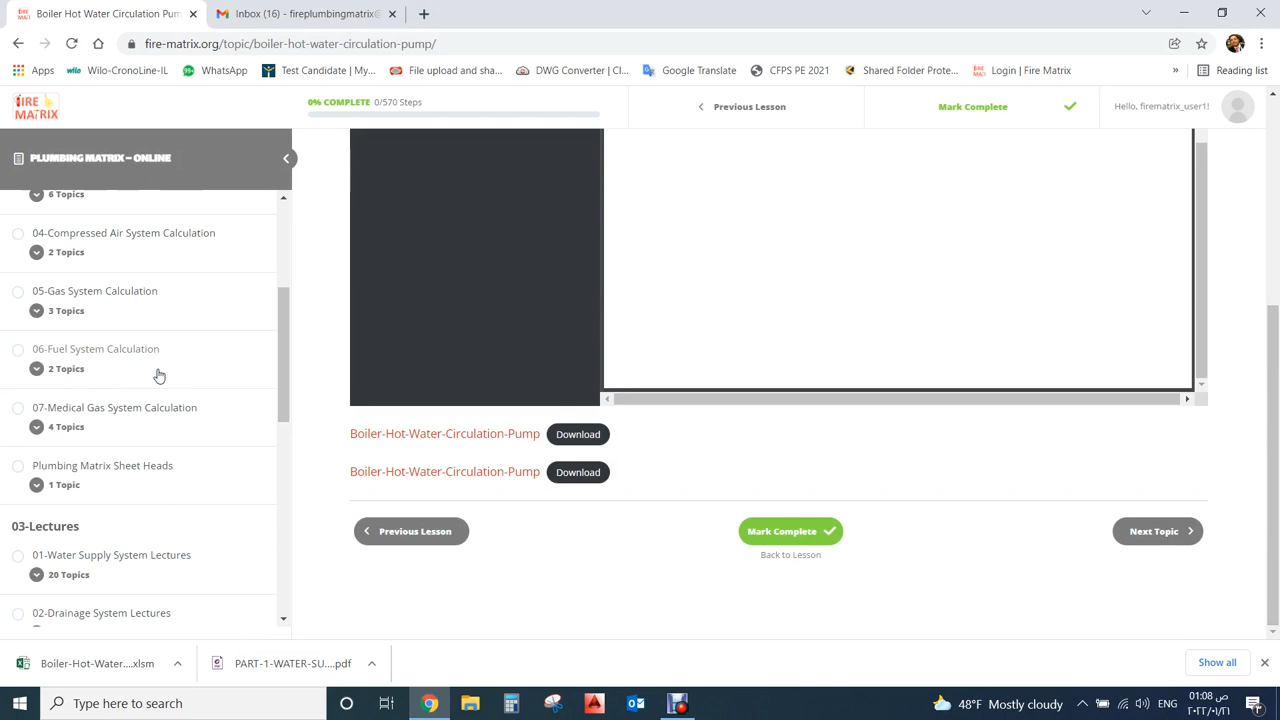 Boiler Hot Water Circulation Pum
Inbox (16) - fireplumbingmatrix@
fire-matrix.org/topic/boiler-hot-water-circulation-pump/
Apps
wilo
Wilo-CronoLine-IL
99+
WhatsApp
Test Candidate | My...
File upload and sha...
DWG Converter | Cl...
Google Translate
CFPS PE 2021
Shared Folder Prote...
FIRE MATRIX
Login | Fire Matrix
»
Reading list
FIRE
MATRIX
0% COMPLETE 0/570 Steps
Previous Lesson
Mark Complete
Hello, firematrix_user1!
PLUMBING MATRIX – ONLINE
6 Topics
04-Compressed Air System Calculation
2 Topics
05-Gas System Calculation
3 Topics
06-Fuel System Calculation
2 Topics
07-Medical Gas System Calculation
4 Topics
Plumbing Matrix Sheet Heads
1 Topic
03-Lectures
01-Water Supply System Lectures
20 Topics
02-Drainage System Lectures
Boiler-Hot-Water-Circulation-Pump Download
Boiler-Hot-Water-Circulation-Pump Download
Previous Lesson
Mark Complete
Next Topic
Back to Lesson
Boiler-Hot-Water....xlsm
PART-1-WATER-SU....pdf
Show all
Type here to search
48°F Mostly cloudy
ENG
01:08 ص